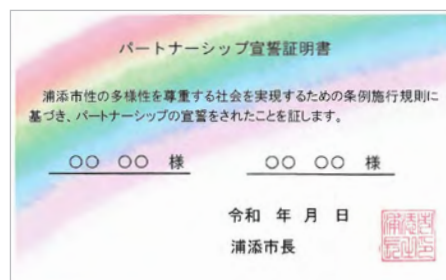 パートナーシップ宣誓証明書
浦添市性の多様性を尊重する社会を実現するための条例施行規則に
基づき、パートナーシップの宣誓をされたことを証します。
○○ ○○ 様 ○○ ○○ 様
令和 年 月 日
浦添市長